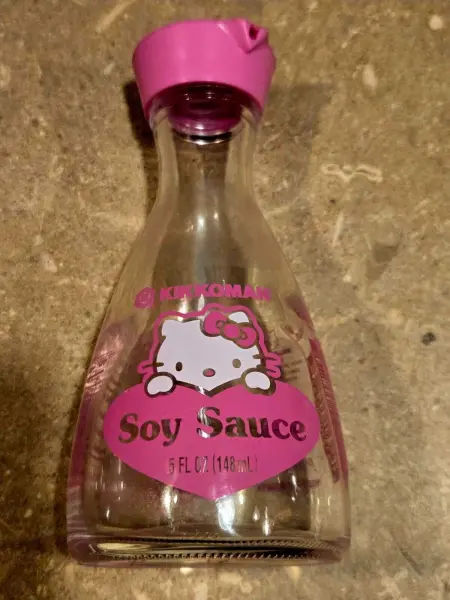 KIKKOMAN
Soy Sauce
5 FL OZ (148mL)